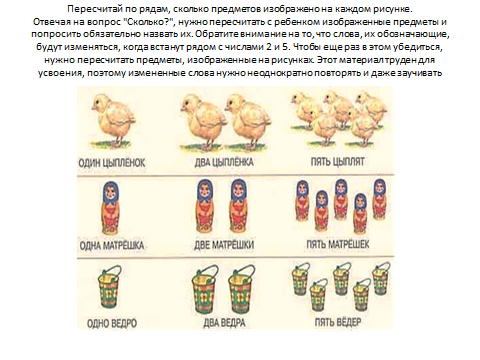 Пересчитай по рядам, сколько предметов изображено на каждом рисунке.
Отвечая на вопрос "Сколько?", нужно пересчитать с ребенком изображенные предметы и
попросить обязательно назвать их. Обратите внимание на то, что слова, их обозначающие,
будут изменяться, когда встанут рядом с числами 2 и 5. Чтобы еще раз в этом убедиться,
нужно пересчитать предметы, изображенные на рисунках. Этот материал труден для
усвоения, поэтому измененные слова нужно неоднократно повторять и даже заучивать
ОДИН ЦЫПЛЁНОК ДВА ЦЫПЛЁНКА ПЯТЬ ЦЫПЛЯТ
ОДНА МАТРЁШКА ДВЕ МАТРЁШКИ ПЯТЬ МАТРЁШЕК
ОДНО ВЕДРО ДВА ВЕДРА ПЯТЬ ВЁДЕР